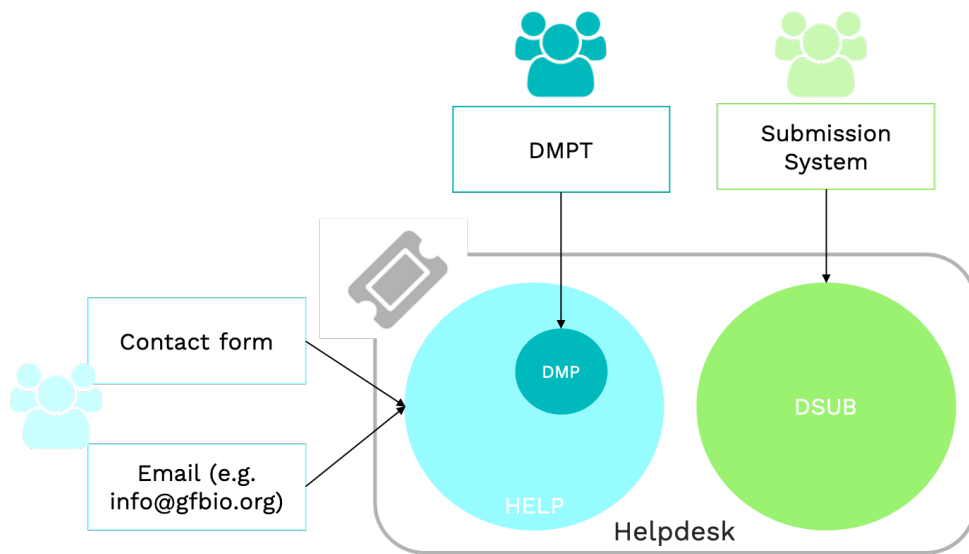 DMPT
Submission
System
Contact form
DMP
DSUB
Email (e.g.
info@gfbio.org)
HELP
Helpdesk